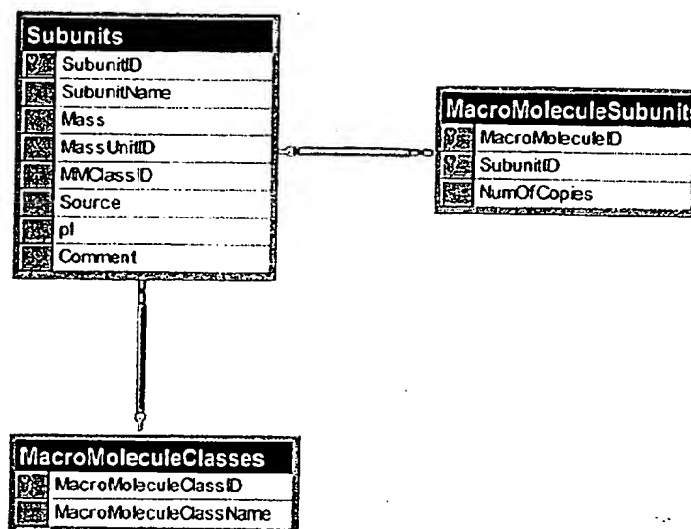 Subunits
SubunitID
SubunitName
Mass
MassUnitID
MMClassID
Source
pI
Comment
MacroMoleculeSubunits
MacroMoleculeID
SubunitID
NumOfCopies
MacroMoleculeClasses
MacroMoleculeClassID
MacroMoleculeClassName